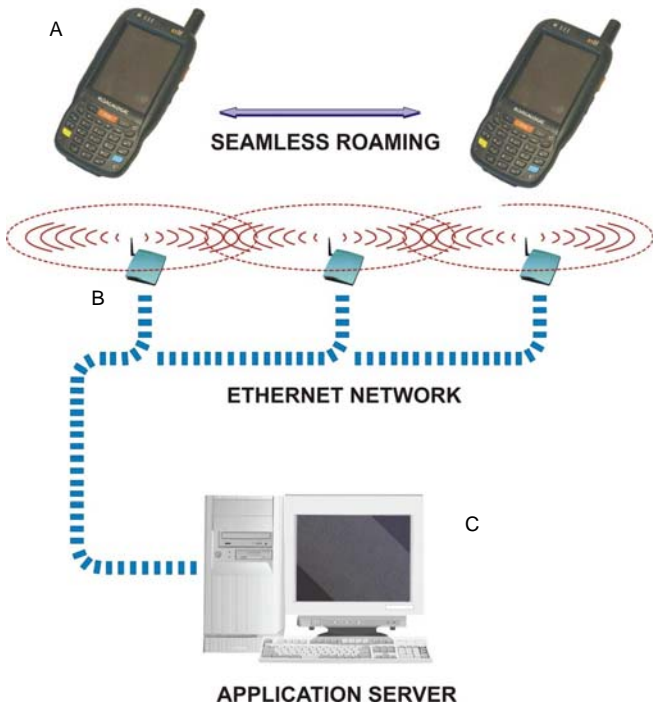 A
SEAMLESS ROAMING
B
ETHERNET NETWORK
C
APPLICATION SERVER